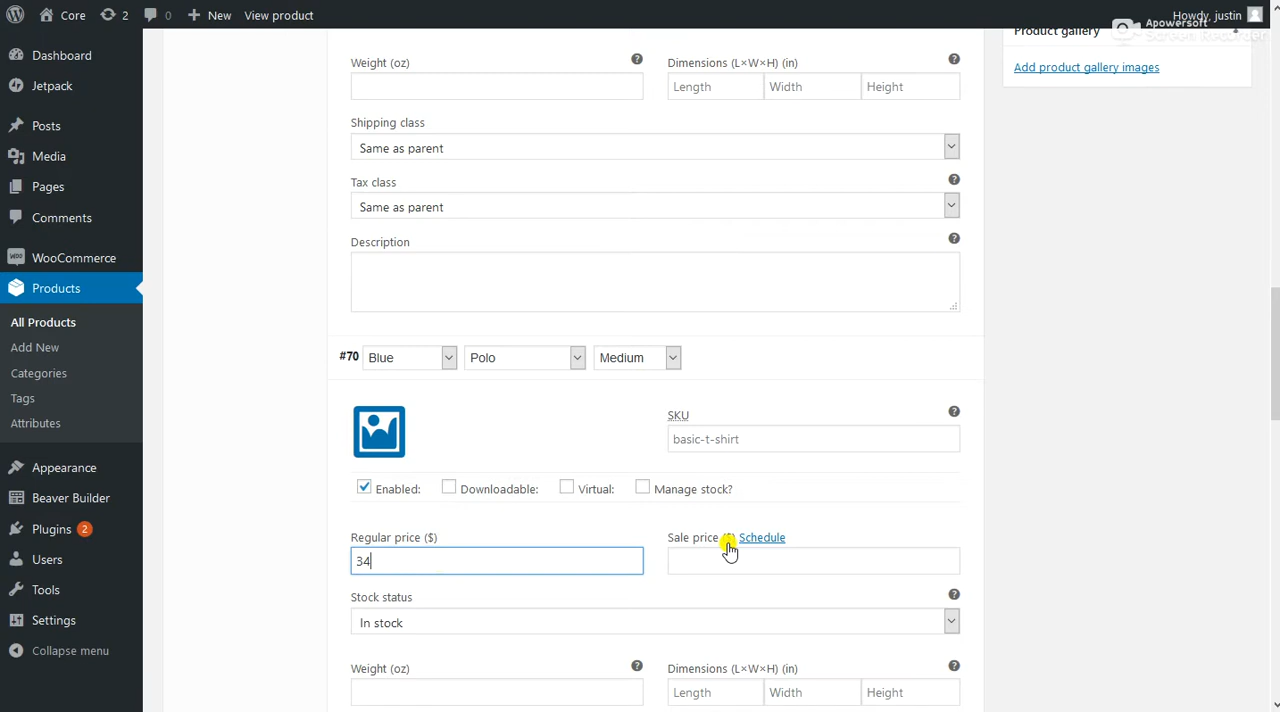 Core 2 0 New View product Howdy, justin
Apowersoft
Screen Recorder
Dashboard
Jetpack
Posts
Media
Pages
Comments
WooCommerce
Products
All Products
Add New
Categories
Tags
Attributes
Appearance
Beaver Builder
Plugins 2
Users
Tools
Settings
Collapse menu
Product gallery
Add product gallery images
Weight (oz) ? Dimensions (L×W×H) (in) ?
Length Width Height
Shipping class
Same as parent
Tax class ?
Same as parent
Description ?
#70 Blue Polo Medium
SKU ?
basic-t-shirt
Enabled: Downloadable: Virtual: Manage stock?
Regular price ($) Sale price Schedule
34
Stock status ?
In stock
Weight (oz) ? Dimensions (L×W×H) (in) ?
Length Width Height